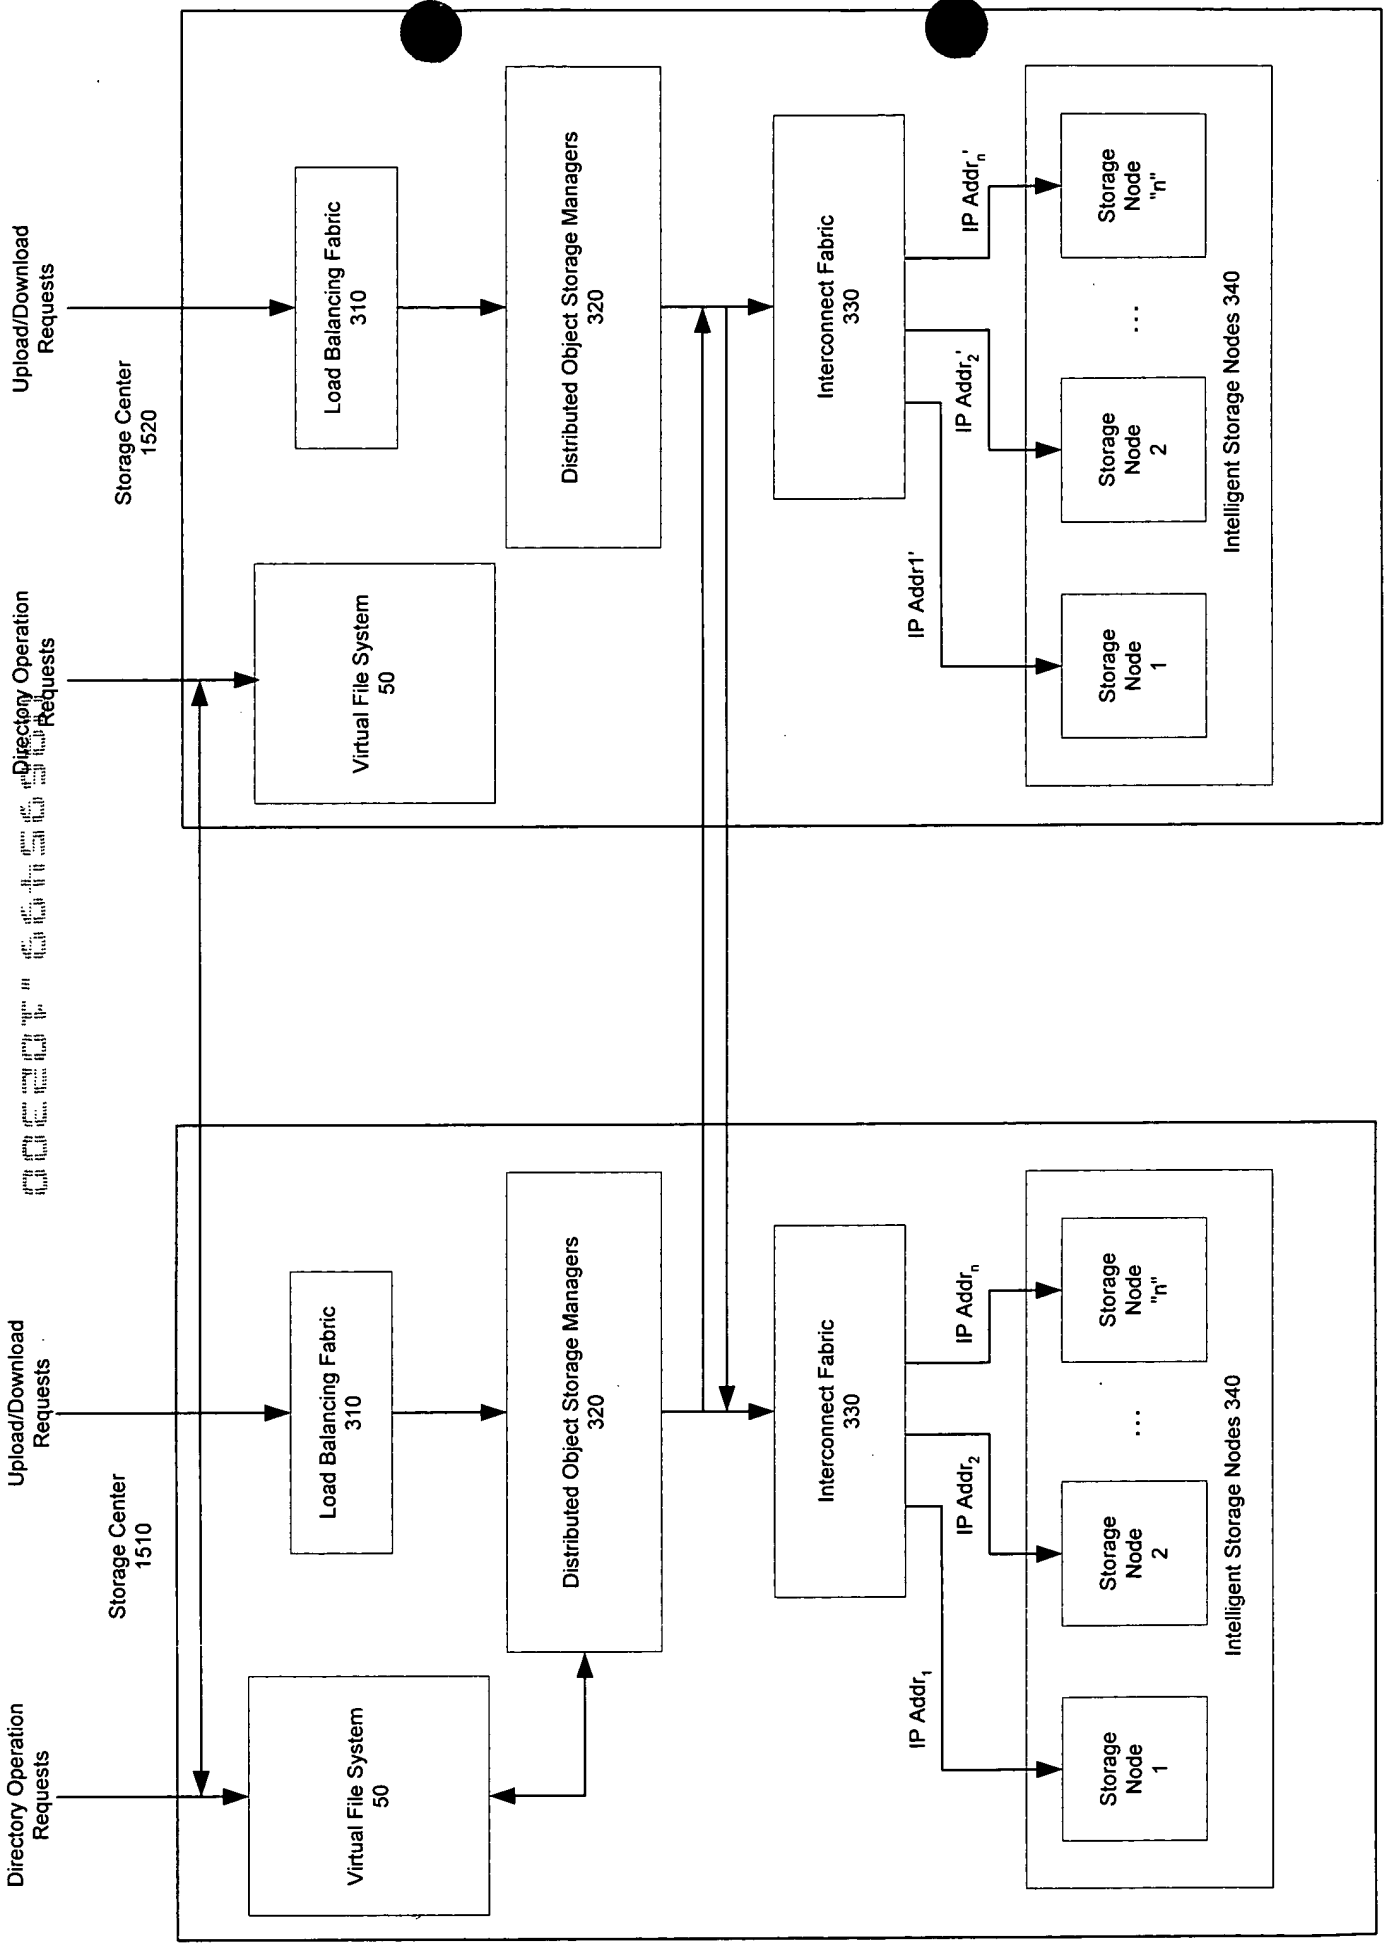 Directory Operation
Requests
Storage Center
1510
Upload/Download
Requests
Virtual File System
50
Load Balancing Fabric
310
Distributed Object Storage Managers
320
Interconnect Fabric
330
IP Addr₁
IP Addr₂
IP Addrₙ
Storage
Node
1
Storage
Node
2
...
Storage
Node
"n"
Intelligent Storage Nodes 340
Directory Operation
Requests
Storage Center
1520
Upload/Download
Requests
Virtual File System
50
Load Balancing Fabric
310
Distributed Object Storage Managers
320
Interconnect Fabric
330
IP Addr1'
IP Addr₂'
IP Addrₙ'
Storage
Node
1
Storage
Node
2
...
Storage
Node
"n"
Intelligent Storage Nodes 340